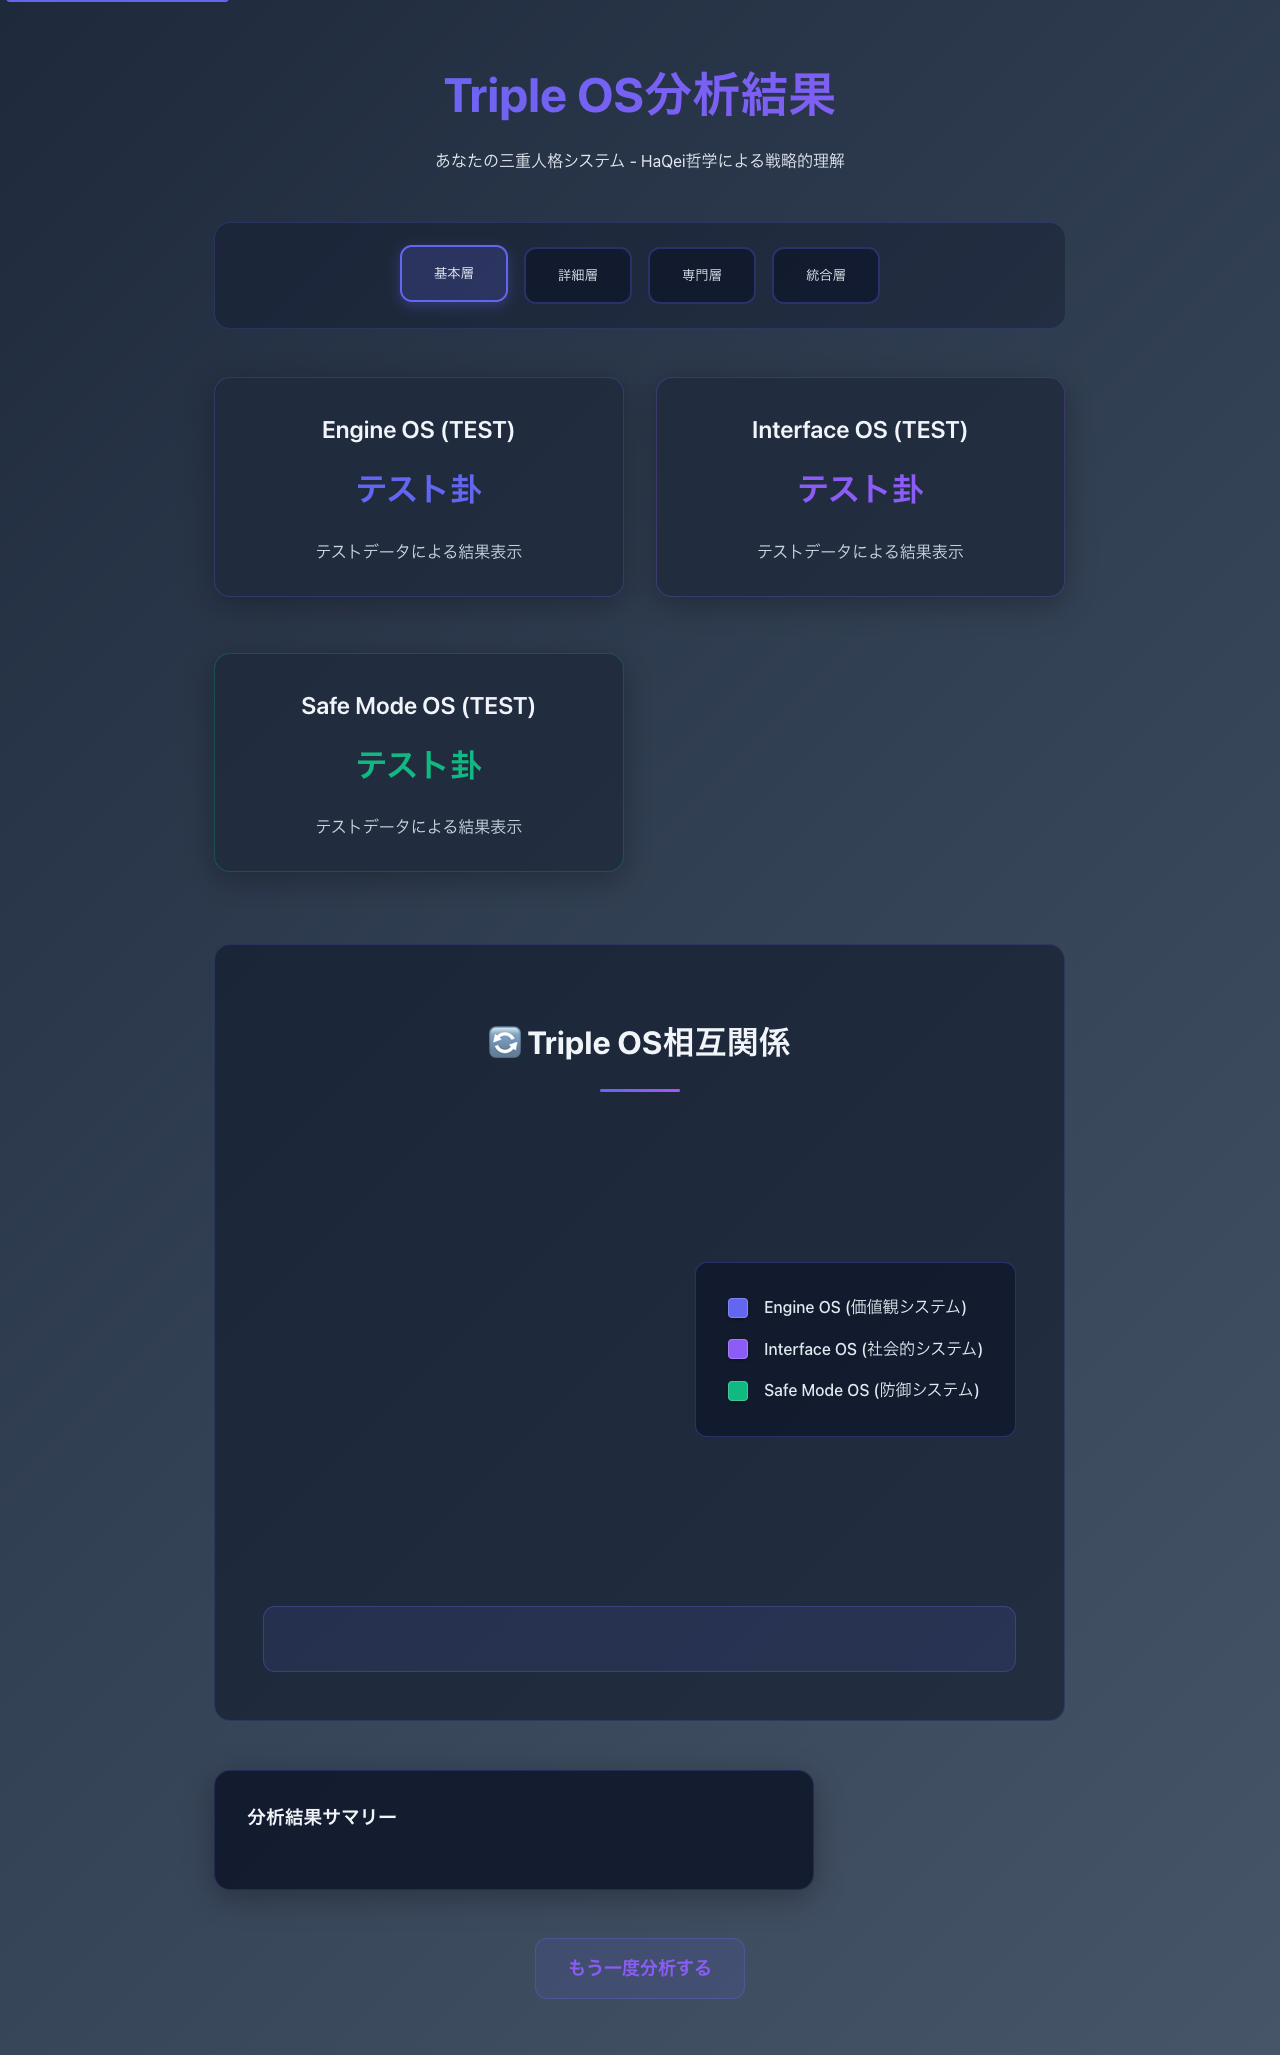 Triple OS分析結果
あなたの三重人格システム - HaQei哲学による戦略的理解
基本層
詳細層
専門層
統合層
Engine OS (TEST)
テスト卦
テストデータによる結果表示
Interface OS (TEST)
テスト卦
テストデータによる結果表示
Safe Mode OS (TEST)
テスト卦
テストデータによる結果表示
🔄 Triple OS相互関係
Engine OS (価値観システム)
Interface OS (社会的システム)
Safe Mode OS (防御システム)
分析結果サマリー
もう一度分析する